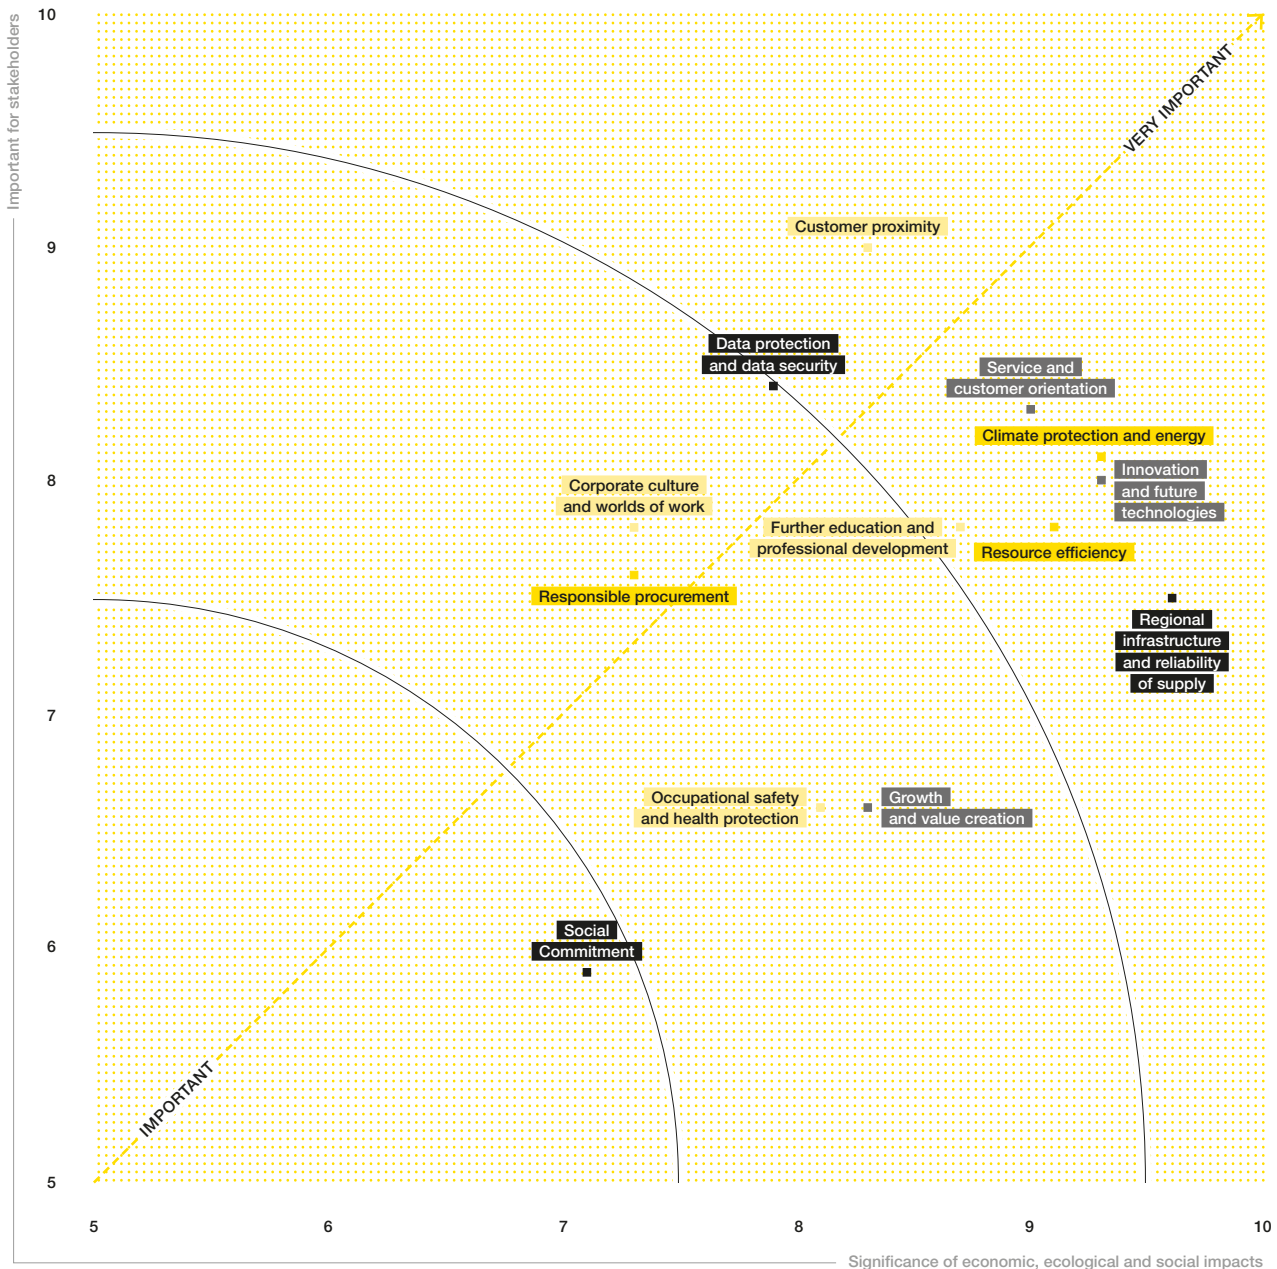 10
Important for stakeholders
VERY IMPORTANT
Customer proximity
9
Data protection
and data security
Service and
customer orientation
Climate protection and energy
Innovation
and future
technologies
8
Corporate culture
and worlds of work
Further education and
professional development
Resource efficiency
Responsible procurement
Regional
infrastructure
and reliability
of supply
7
Occupational safety
and health protection
Growth
and value creation
Social
Commitment
6
IMPORTANT
5
5
6
7
8
9
10
Significance of economic, ecological and social impacts